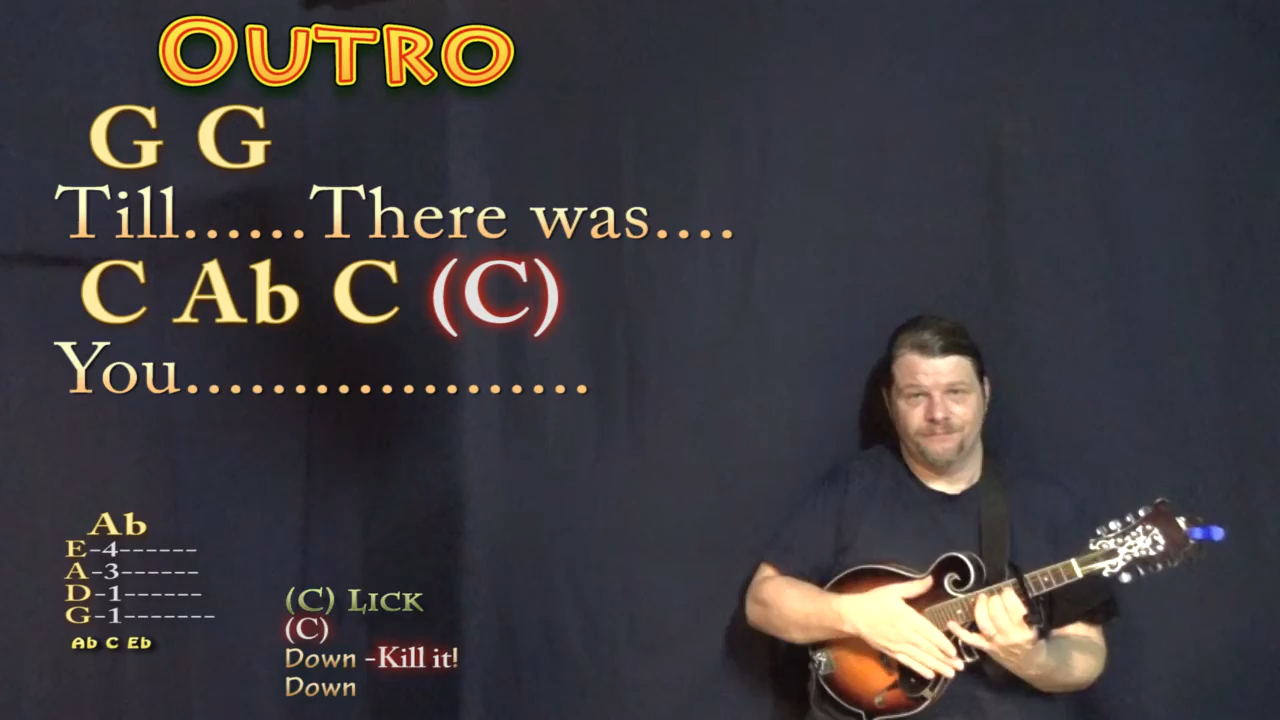 OUTRO
G G
Till......There was....
C Ab C (C)
You...................
Ab
E-4------
A-3------
D-1------
G-1-------
Ab C Eb
(C) LICK
(C)
Down -Kill it!
Down